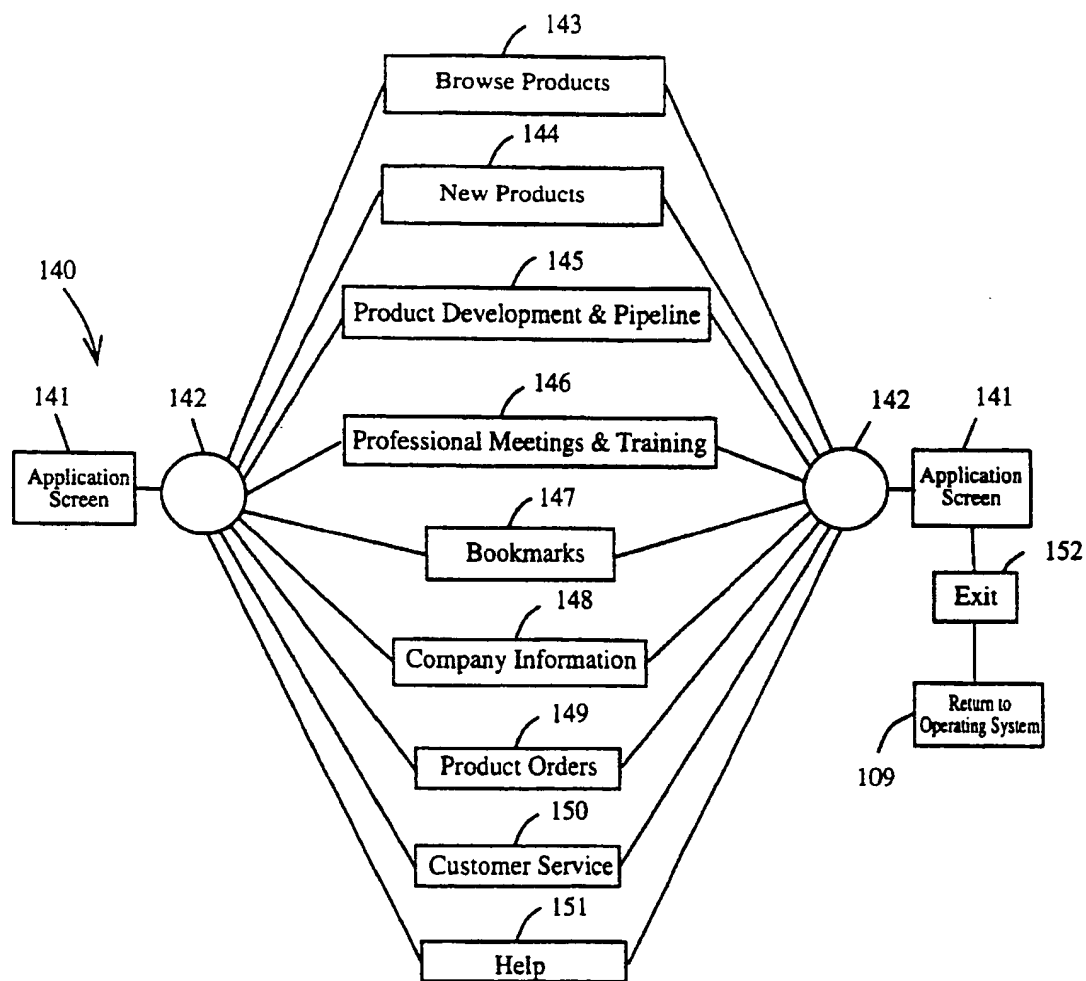 143
Browse Products
144
New Products
145
Product Development & Pipeline
140
146
141
142
Professional Meetings & Training
142
141
Application
Screen
Application
Screen
147
Bookmarks
152
Exit
148
Company Information
149
Return to
Operating System
Product Orders
109
150
Customer Service
151
Help